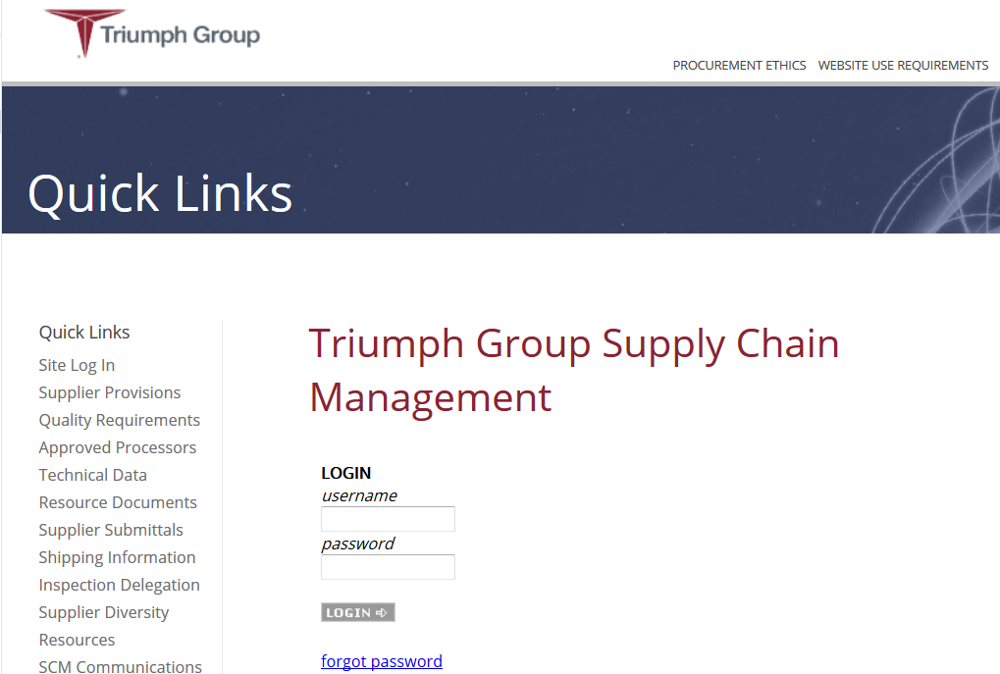 Triumph Group
PROCUREMENT ETHICS WEBSITE USE REQUIREMENTS
Quick Links
Quick Links
Site Log In
Supplier Provisions
Quality Requirements
Approved Processors
Technical Data
Resource Documents
Supplier Submittals
Shipping Information
Inspection Delegation
Supplier Diversity
Resources
SCM Communications
Triumph Group Supply Chain
Management
LOGIN
username
password
LOGIN
forgot password